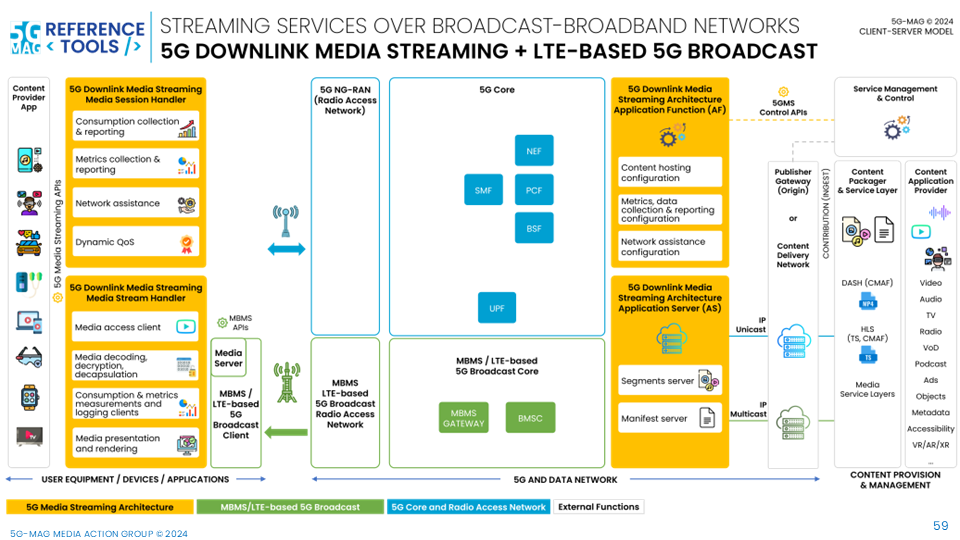 5G MAG REFERENCE TOOLS </>
STREAMING SERVICES OVER BROADCAST-BROADBAND NETWORKS
5G DOWNLINK MEDIA STREAMING + LTE-BASED 5G BROADCAST
5G-MAG © 2024
CLIENT-SERVER MODEL
Content
Provider
App
5G Media Streaming APIs
5G Downlink Media Streaming
Media Session Handler
Consumption collection
& reporting
Metrics collection &
reporting
Network assistance
Dynamic QoS
5G Downlink Media Streaming
Media Stream Handler
Media access client
Media decoding,
decryption,
decapsulation
Consumption & metrics
measurements and
logging clients
Media presentation
and rendering
MBMS
APIs
Media
Server
MBMS /
LTE-based
5G
Broadcast
Client
5G NG-RAN
(Radio Access
Network)
MBMS
LTE-based
5G Broadcast
Radio Access
Network
5G Core
NEF
SMF
PCF
BSF
UPF
MBMS / LTE-based
5G Broadcast Core
MBMS
GATEWAY
BMSC
5G Downlink Media
Streaming Architecture
Application Function (AF)
Content hosting
configuration
Metrics, data
collection & reporting
configuration
Network assistance
configuration
5G Downlink Media
Streaming Architecture
Application Server (AS)
Segments server
Manifest server
5GMS
Control APIs
IP
Unicast
IP
Multicast
Publisher
Gateway
(Origin)
or
Content
Delivery
Network
CONTRIBUTION (INGEST)
Service Management
& Control
Content
Packager
& Service Layer
DASH (CMAF)
MP4
HLS
(TS, CMAF)
TS
Media
Service Layers
Content
Application
Provider
Video
Audio
TV
Radio
VoD
Podcast
Ads
Objects
Metadata
Accessibility
VR/AR/XR
...
USER EQUIPMENT / DEVICES / APPLICATIONS
5G AND DATA NETWORK
CONTENT PROVISION
& MANAGEMENT
5G Media Streaming Architecture
MBMS/LTE-based 5G Broadcast
5G Core and Radio Access Network
External Functions
5G-MAG MEDIA ACTION GROUP © 2024
59